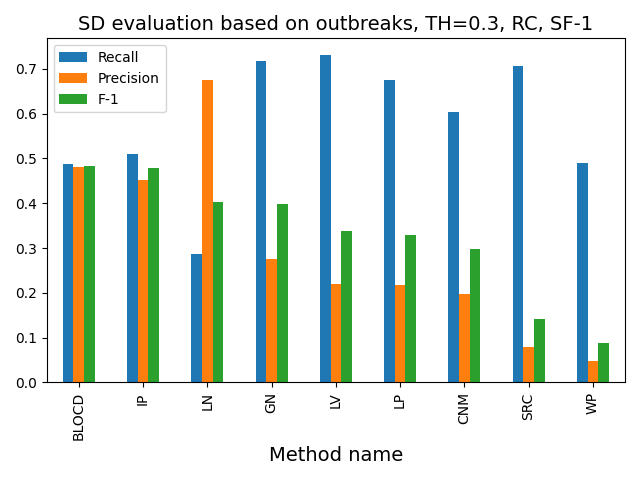 SD evaluation based on outbreaks, TH=0.3, RC, SF-1
Recall
Precision
F-1
0.7
0.6
0.5
0.4
0.3
0.2
0.1
0.0
BLOCD
IP
LN
GN
LV
LP
CNM
SRC
WP
Method name